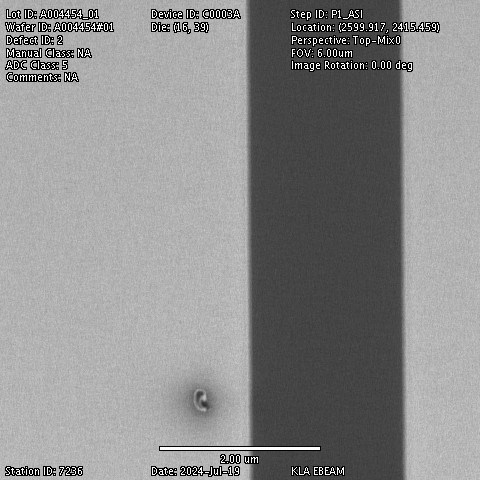 Lot ID: A004454_01
Wafer ID: A004454#01
Defect ID: 2
Manual Class: NA
ADC Class: 5
Comments: NA
Device ID: C0003A
Die: (16, 39)
Step ID: P1_ASI
Location: (2599.917, 2415.459)
Perspective: Top-Mix0
FOV: 6.00um
Image Rotation: 0.00 deg
2.00 um
Station ID: 7236
Date: 2024-Jul-19
KLA EBEAM